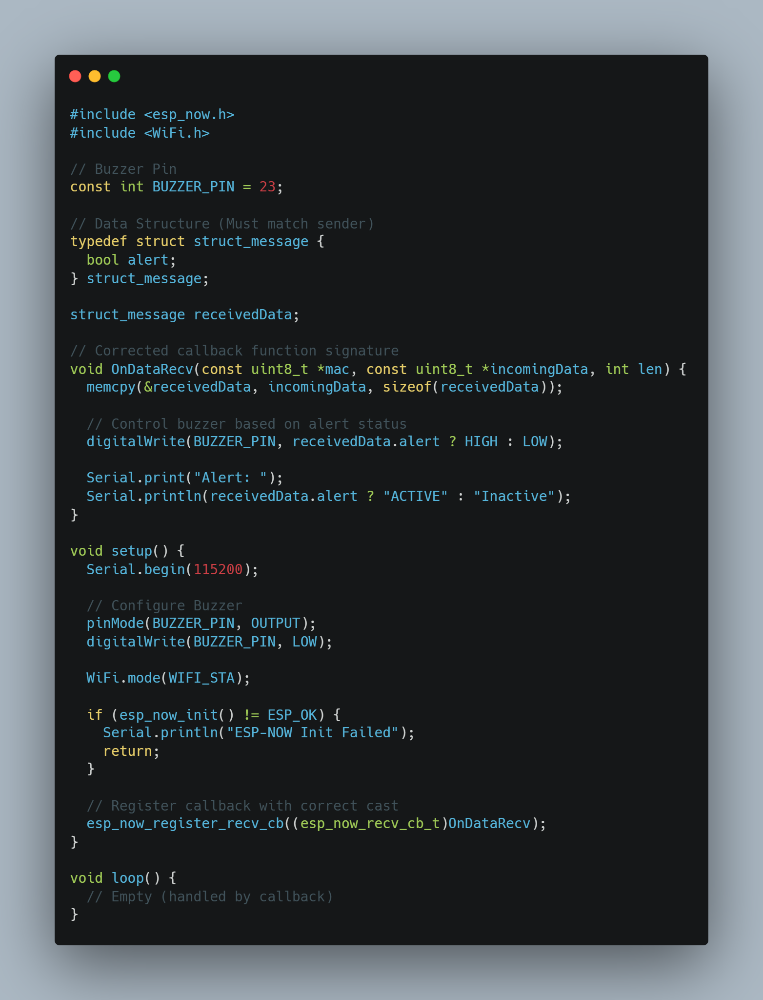 #include <esp_now.h>
#include <WiFi.h>

// Buzzer Pin
const int BUZZER_PIN = 23;

// Data Structure (Must match sender)
typedef struct struct_message {
  bool alert;
} struct_message;

struct_message receivedData;

// Corrected callback function signature
void OnDataRecv(const uint8_t *mac, const uint8_t *incomingData, int len) {
  memcpy(&receivedData, incomingData, sizeof(receivedData));

  // Control buzzer based on alert status
  digitalWrite(BUZZER_PIN, receivedData.alert ? HIGH : LOW);

  Serial.print("Alert: ");
  Serial.println(receivedData.alert ? "ACTIVE" : "Inactive");
}

void setup() {
  Serial.begin(115200);

  // Configure Buzzer
  pinMode(BUZZER_PIN, OUTPUT);
  digitalWrite(BUZZER_PIN, LOW);

  WiFi.mode(WIFI_STA);

  if (esp_now_init() != ESP_OK) {
    Serial.println("ESP-NOW Init Failed");
    return;
  }

  // Register callback with correct cast
  esp_now_register_recv_cb((esp_now_recv_cb_t)OnDataRecv);
}

void loop() {
  // Empty (handled by callback)
}